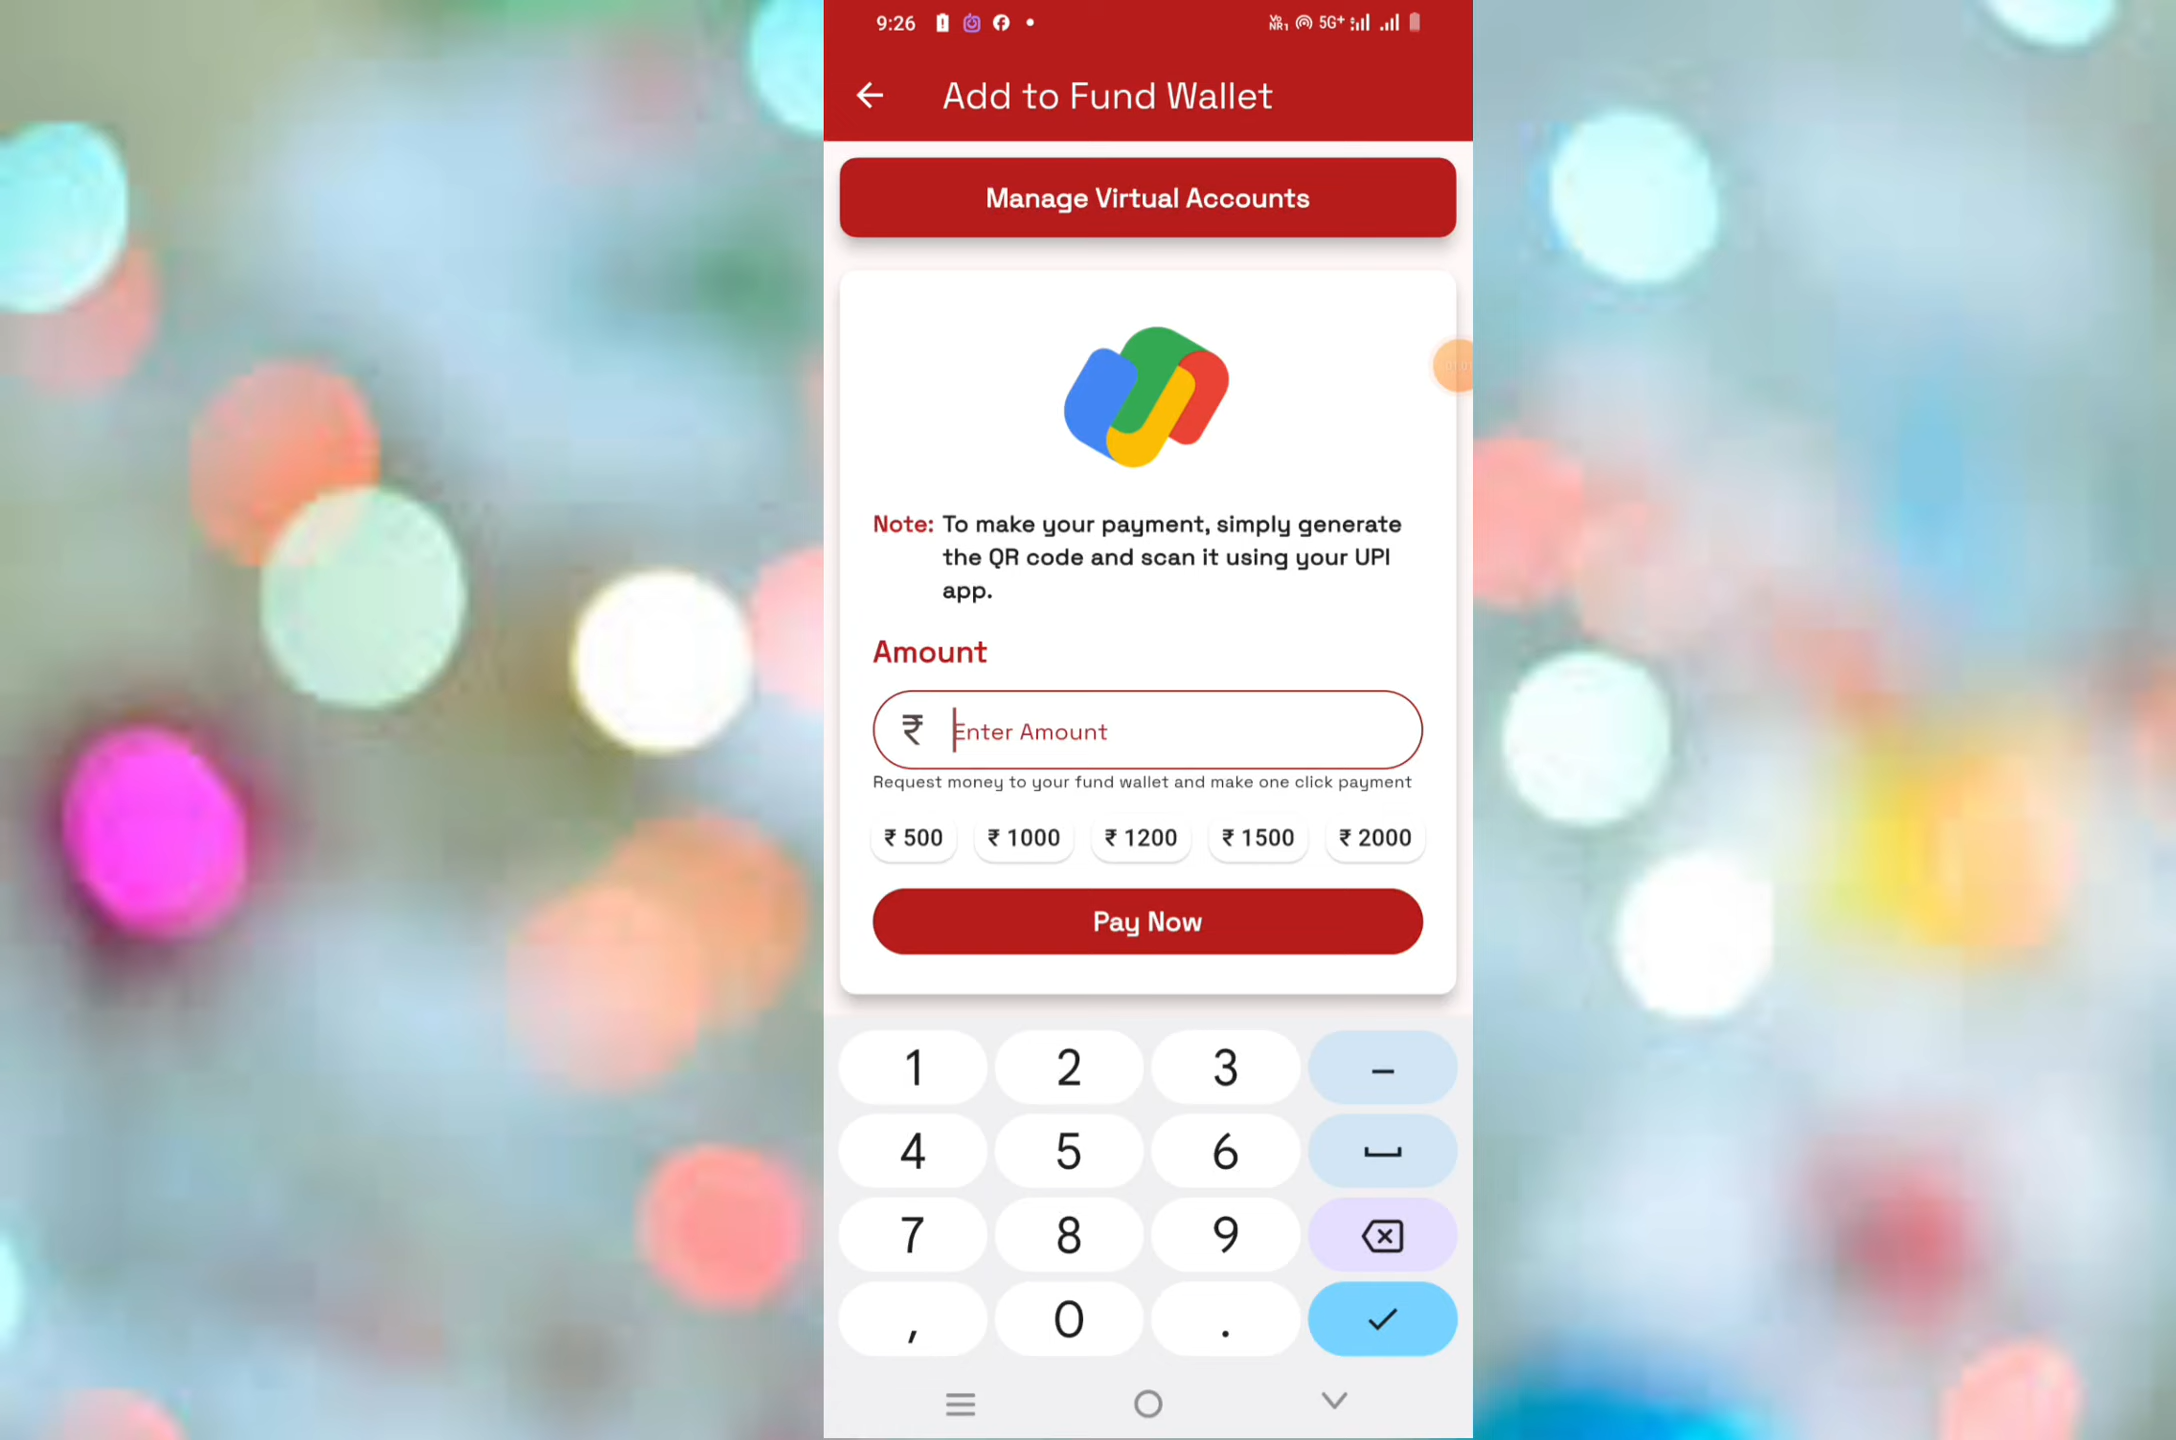 9:26
Vo NR1 5G+
Add to Fund Wallet
Manage Virtual Accounts
Note: To make your payment, simply generate
the QR code and scan it using your UPI
app.
Amount
₹ Enter Amount
Request money to your fund wallet and make one click payment
₹ 500 ₹ 1000 ₹ 1200 ₹ 1500 ₹ 2000
Pay Now
1 2 3 –
4 5 6
7 8 9
, 0 .